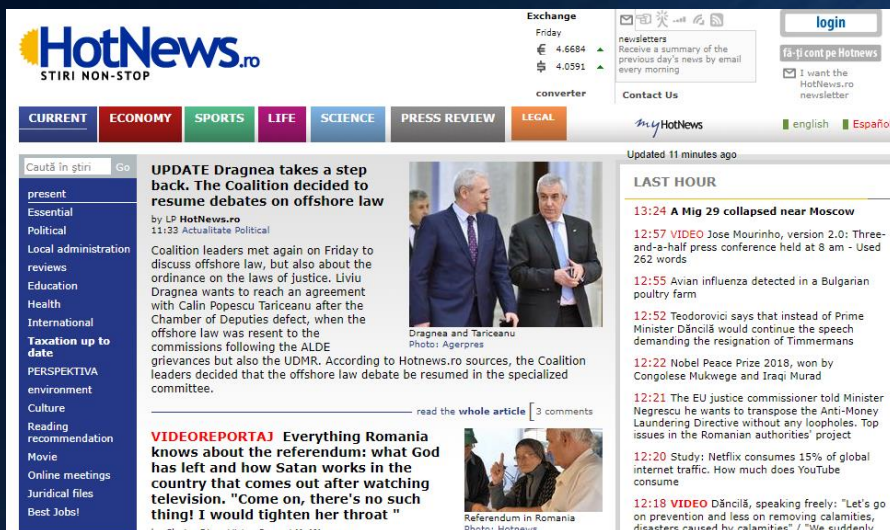 HotNews.ro
STIRI NON-STOP
Exchange
Friday
€ 4.6684
$ 4.0591
converter
newsletters
Receive a summary of the
previous day's news by email
every morning
Contact Us
login
fă-ți cont pe Hotnews
I want the
HotNews.ro
newsletter
CURRENT
ECONOMY
SPORTS
LIFE
SCIENCE
PRESS REVIEW
LEGAL
my HotNews
english
Españo
Caută în știri
Go
present
Essential
Political
Local administration
reviews
Education
Health
International
Taxation up to
date
PERSPEKTIVA
environment
Culture
Reading
recommendation
Movie
Online meetings
Juridical files
Best Jobs!
UPDATE Dragnea takes a step
back. The Coalition decided to
resume debates on offshore law
by LP HotNews.ro
11:33 Actualitate Political
Coalition leaders met again on Friday to
discuss offshore law, but also about the
ordinance on the laws of justice. Liviu
Dragnea wants to reach an agreement
with Calin Popescu Tariceanu after the
Chamber of Deputies defect, when the
offshore law was resent to the
commissions following the ALDE
grievances but also the UDMR. According to Hotnews.ro sources, the Coalition
leaders decided that the offshore law debate be resumed in the specialized
committee.
Dragnea and Tariceanu
Photo: Agerpres
read the whole article [3 comments
VIDEOREPORTAJ Everything Romania
knows about the referendum: what God
has left and how Satan works in the
country that comes out after watching
television. "Come on, there's no such
thing! I would tighten her throat "
Referendum in Romania
Photo: Hotnews
Updated 11 minutes ago
LAST HOUR
13:24 A Mig 29 collapsed near Moscow
12:57 VIDEO Jose Mourinho, version 2.0: Three-
and-a-half press conference held at 8 am - Used
262 words
12:55 Avian influenza detected in a Bulgarian
poultry farm
12:52 Teodorovici says that instead of Prime
Minister Dăncilă would continue the speech
demanding the resignation of Timmermans
12:22 Nobel Peace Prize 2018, won by
Congolese Mukwege and Iraqi Murad
12:21 The EU justice commissioner told Minister
Negrescu he wants to transpose the Anti-Money
Laundering Directive without any loopholes. Top
issues in the Romanian authorities' project
12:20 Study: Netflix consumes 15% of global
internet traffic. How much does YouTube
consume
12:18 VIDEO Dăncilă, speaking freely: "Let's go
on prevention and less on removing calamities,
disasters caused by calamities" / "We suddenly